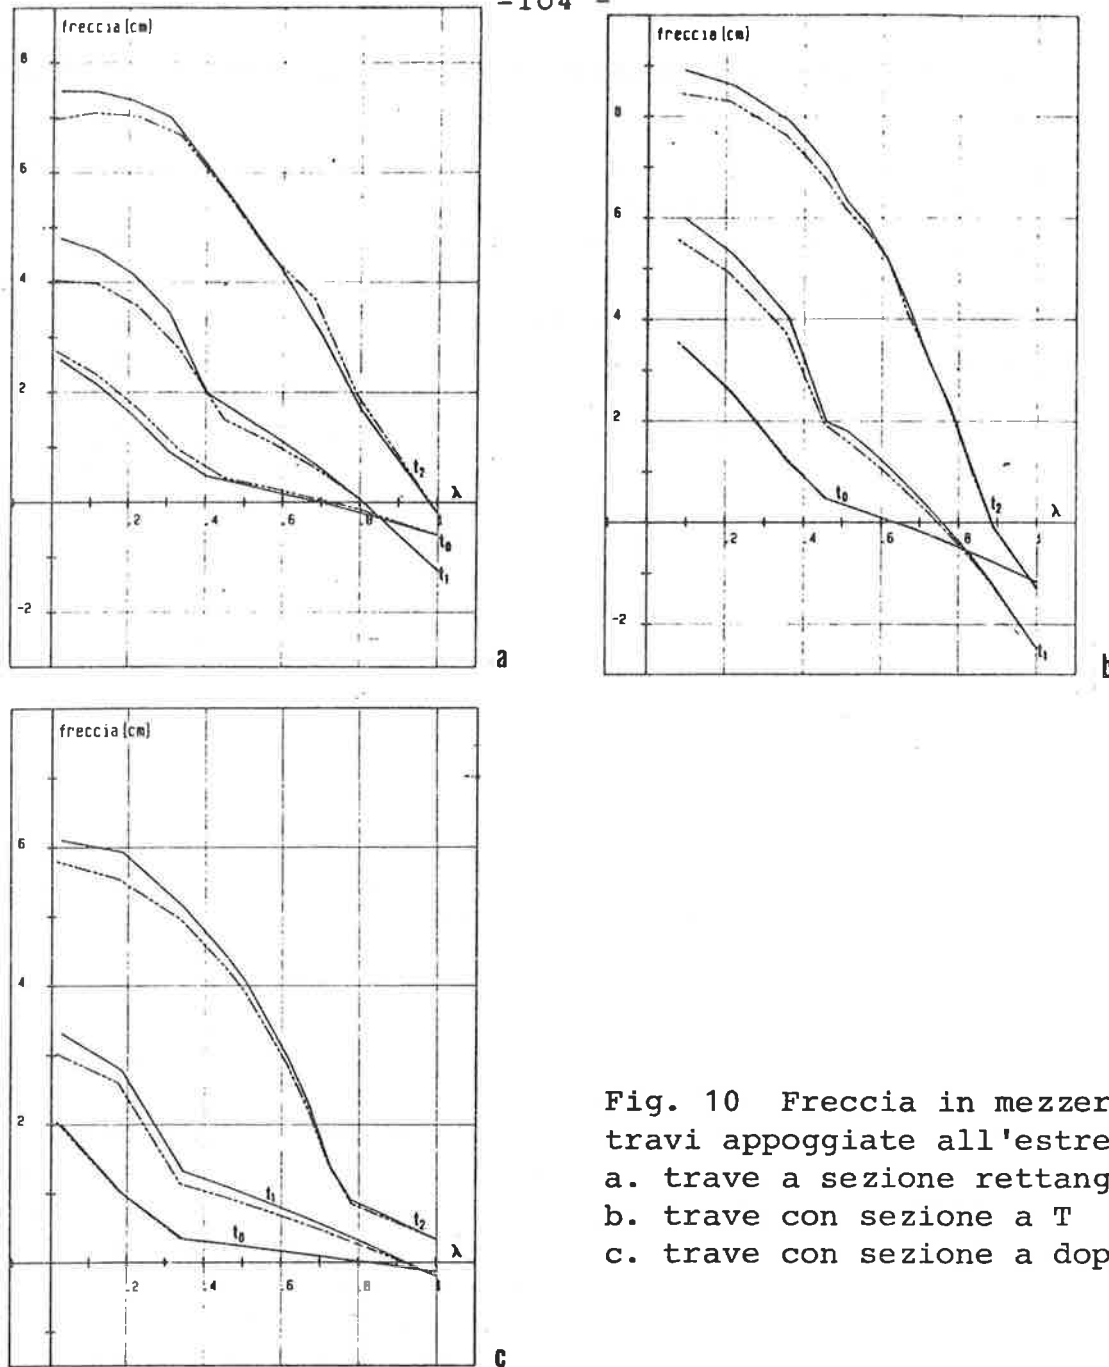 -104 -
freccia (cm)
8
6
4
2
-2
.2
.4
.6
.8
1
λ
t₂
t₀
t₁
a
freccia (cm)
8
6
4
2
-2
.2
.4
.6
.8
1
λ
t₀
t₂
t₁
b
freccia (cm)
6
4
2
.2
.4
.6
.8
1
λ
t₁
t₀
t₂
c
Fig. 10 Freccia in mezzer
travi appoggiate all'estre
a. trave a sezione rettang
b. trave con sezione a T
c. trave con sezione a dop